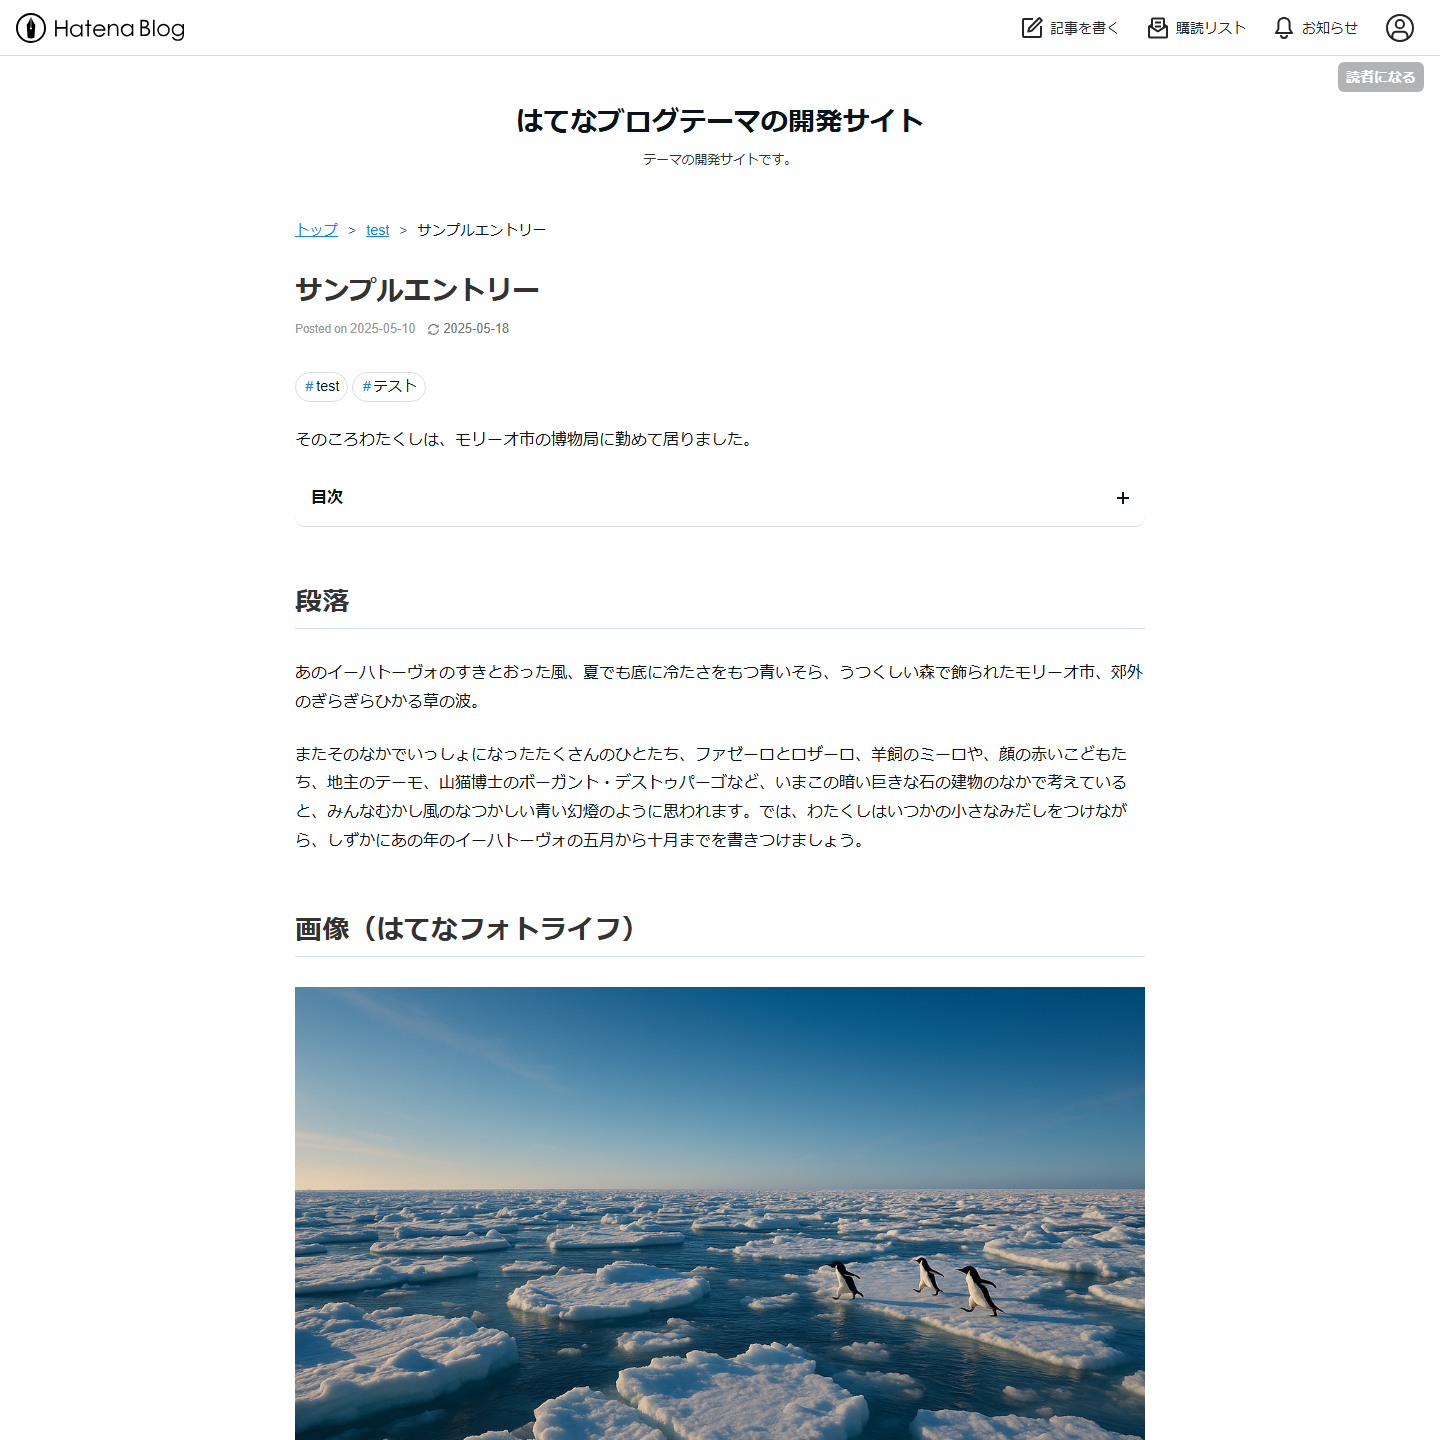 Hatena Blog
記事を書く 購読リスト お知らせ
読者になる
はてなブログテーマの開発サイト
テーマの開発サイトです。
トップ > test > サンプルエントリー
サンプルエントリー
Posted on 2025-05-10 2025-05-18
#test #テスト
そのころわたくしは、モリーオ市の博物局に勤めて居りました。
目次 +
段落
あのイーハトーヴォのすきとおった風、夏でも底に冷たさをもつ青いそら、うつくしい森で飾られたモリーオ市、郊外
のぎらぎらひかる草の波。
またそのなかでいっしょになったたくさんのひとたち、ファゼーロとロザーロ、羊飼のミーロや、顔の赤いこどもた
ち、地主のテーモ、山猫博士のボーガント・デストゥパーゴなど、いまこの暗い巨きな石の建物のなかで考えている
と、みんなむかし風のなつかしい青い幻燈のように思われます。では、わたくしはいつかの小さなみだしをつけなが
ら、しずかにあの年のイーハトーヴォの五月から十月までを書きつけましょう。
画像（はてなフォトライフ）